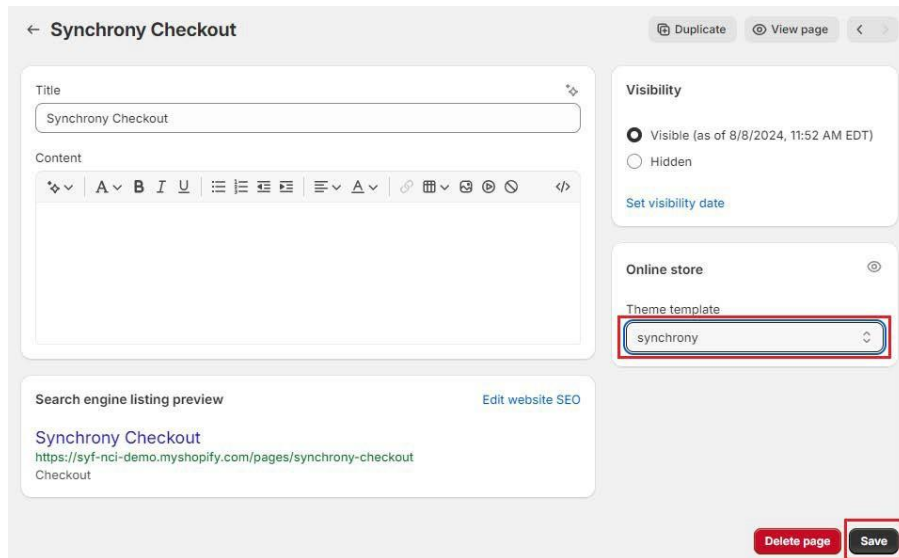 Synchrony Checkout
Duplicate
View page
Title
Synchrony Checkout
Content
A B I U A </>
Search engine listing preview
Edit website SEO
Synchrony Checkout
https://syf-nci-demo.myshopify.com/pages/synchrony-checkout
Checkout
Visibility
Visible (as of 8/8/2024, 11:52 AM EDT)
Hidden
Set visibility date
Online store
Theme template
synchrony
Delete page
Save